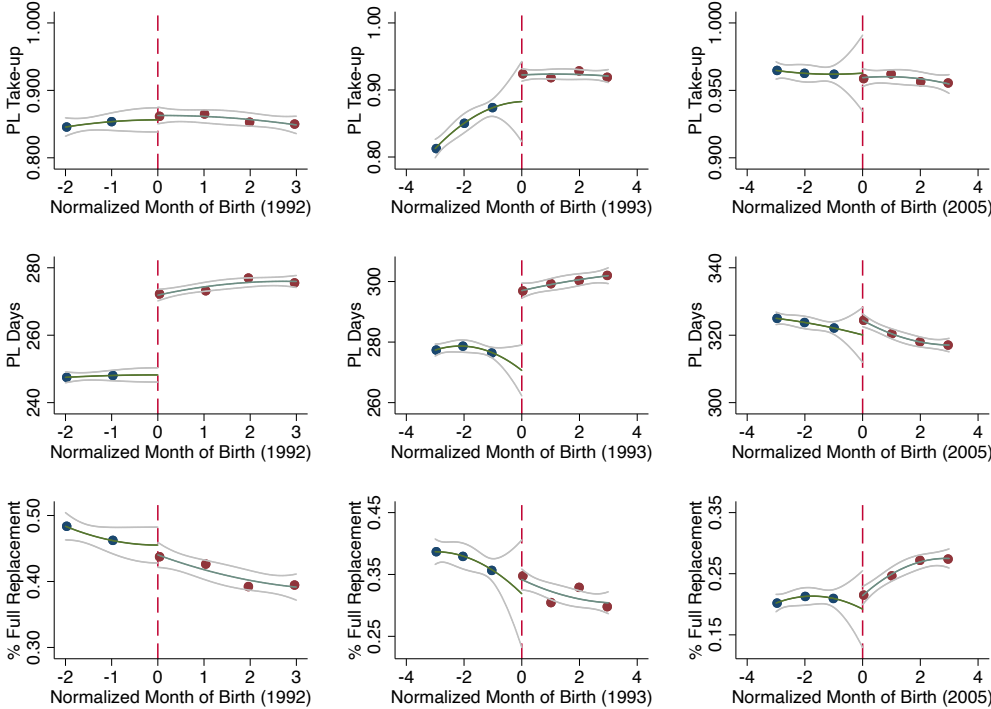 PL Take-up
1.000
0.900
0.800
-2 -1 0 1 2 3
Normalized Month of Birth (1992)
PL Take-up
1.00
0.90
0.80
-4 -2 0 2 4
Normalized Month of Birth (1993)
PL Take-up
1.000
0.950
0.900
-4 -2 0 2 4
Normalized Month of Birth (2005)
PL Days
280
260
240
-2 -1 0 1 2 3
Normalized Month of Birth (1992)
PL Days
300
280
260
-4 -2 0 2 4
Normalized Month of Birth (1993)
PL Days
340
320
300
-4 -2 0 2 4
Normalized Month of Birth (2005)
% Full Replacement
0.50
0.40
0.30
-2 -1 0 1 2 3
Normalized Month of Birth (1992)
% Full Replacement
0.45
0.35
0.25
-4 -2 0 2 4
Normalized Month of Birth (1993)
% Full Replacement
0.35
0.25
0.15
-4 -2 0 2 4
Normalized Month of Birth (2005)